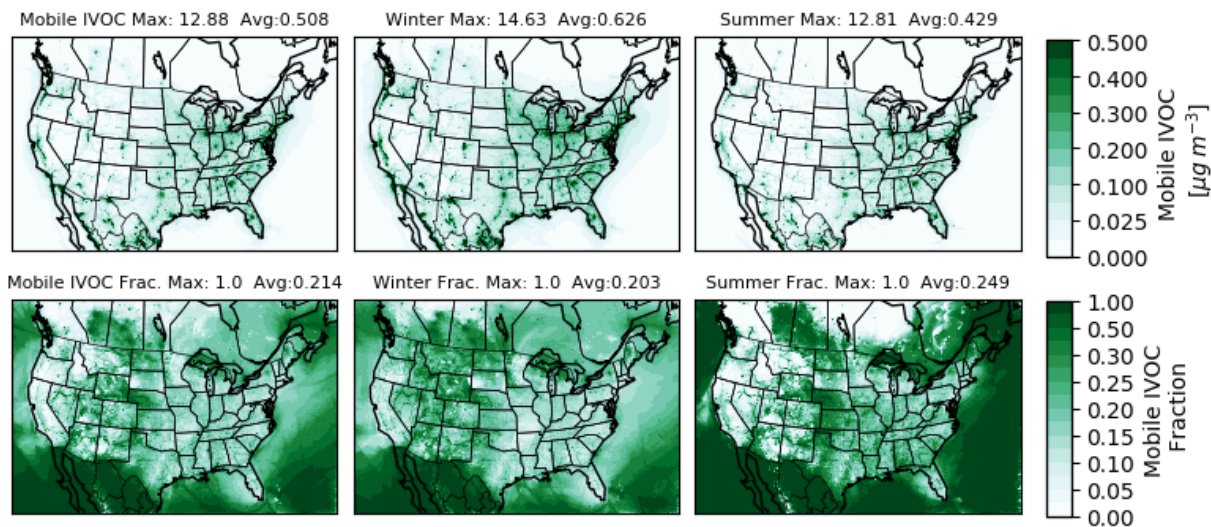 Mobile IVOC Max: 12.88 Avg:0.508
Winter Max: 14.63 Avg:0.626
Summer Max: 12.81 Avg:0.429
0.500
0.400
0.300
0.200
0.100
0.025
0.000
Mobile IVOC
[μg m⁻³]
Mobile IVOC Frac. Max: 1.0 Avg:0.214
Winter Frac. Max: 1.0 Avg:0.203
Summer Frac. Max: 1.0 Avg:0.249
1.00
0.50
0.30
0.25
0.20
0.15
0.10
0.05
0.00
Mobile IVOC
Fraction